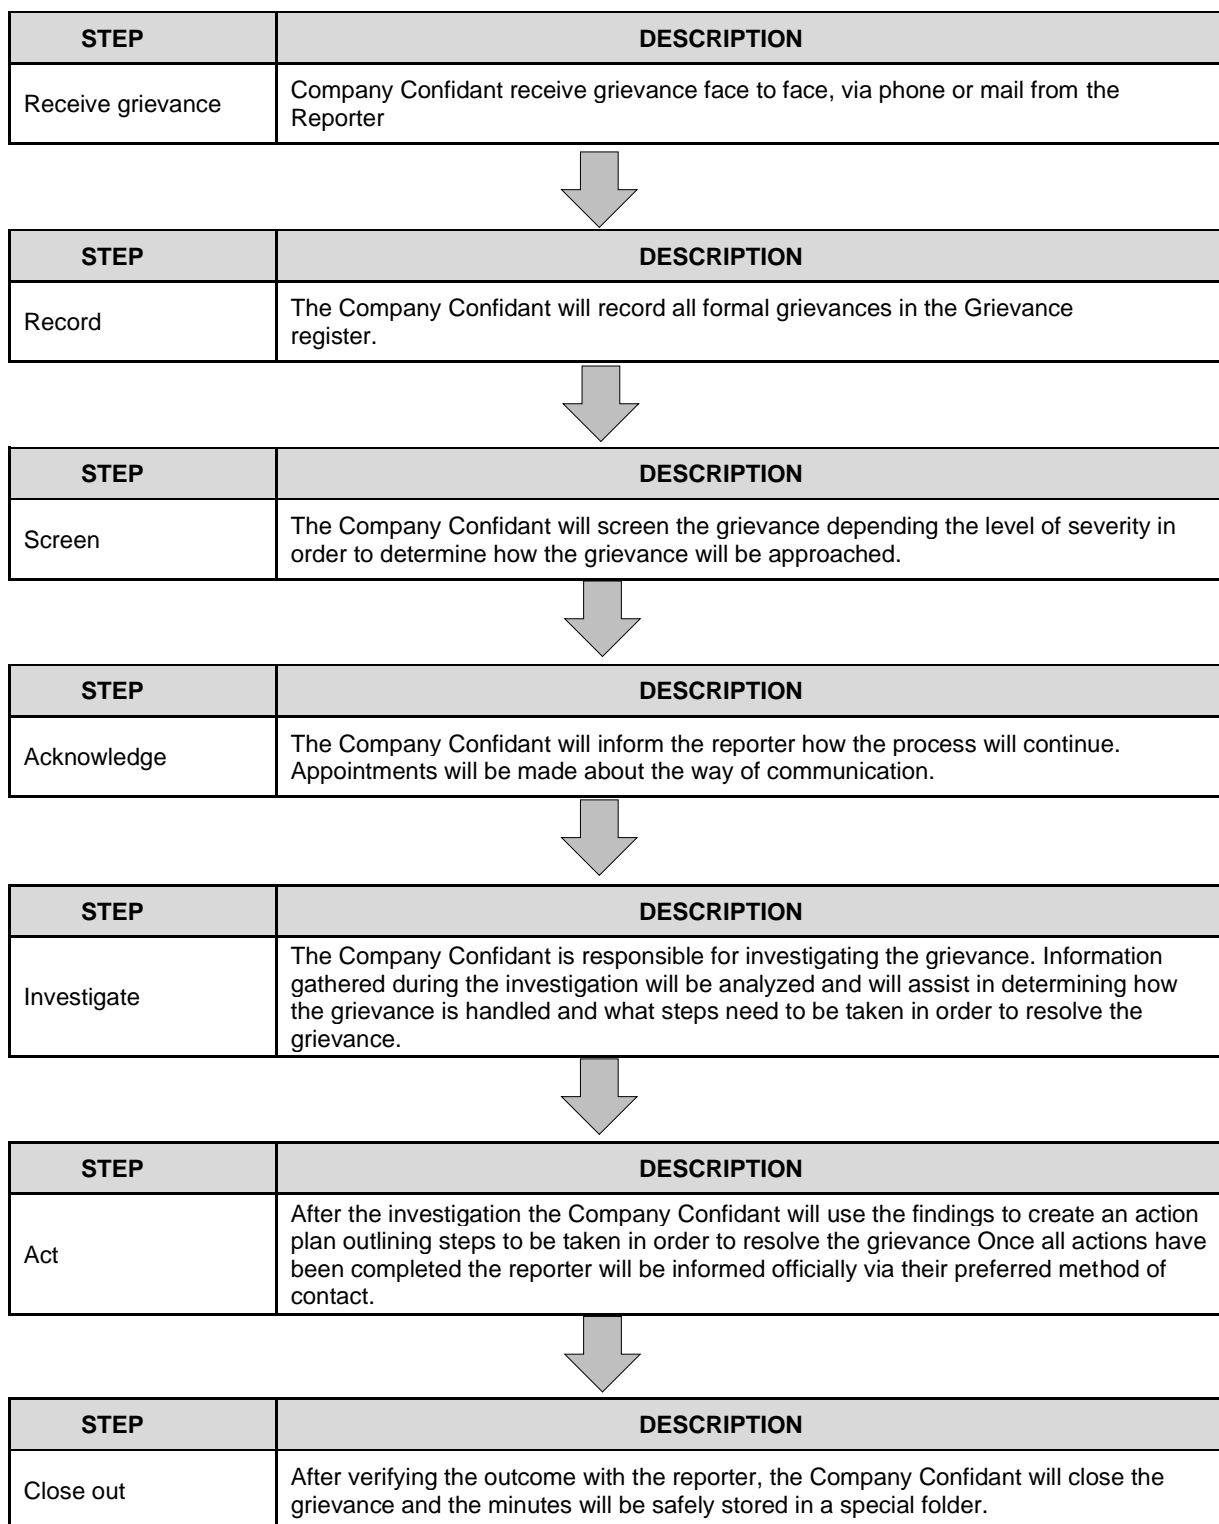 STEP DESCRIPTION
Receive grievance
Company Confidant receive grievance face to face, via phone or mail from the
Reporter
STEP DESCRIPTION
Record
The Company Confidant will record all formal grievances in the Grievance
register.
STEP DESCRIPTION
Screen
The Company Confidant will screen the grievance depending the level of severity in
order to determine how the grievance will be approached.
STEP DESCRIPTION
Acknowledge
The Company Confidant will inform the reporter how the process will continue.
Appointments will be made about the way of communication.
STEP DESCRIPTION
Investigate
The Company Confidant is responsible for investigating the grievance. Information
gathered during the investigation will be analyzed and will assist in determining how
the grievance is handled and what steps need to be taken in order to resolve the
grievance.
STEP DESCRIPTION
Act
After the investigation the Company Confidant will use the findings to create an action
plan outlining steps to be taken in order to resolve the grievance Once all actions have
been completed the reporter will be informed officially via their preferred method of
contact.
STEP DESCRIPTION
Close out
After verifying the outcome with the reporter, the Company Confidant will close the
grievance and the minutes will be safely stored in a special folder.